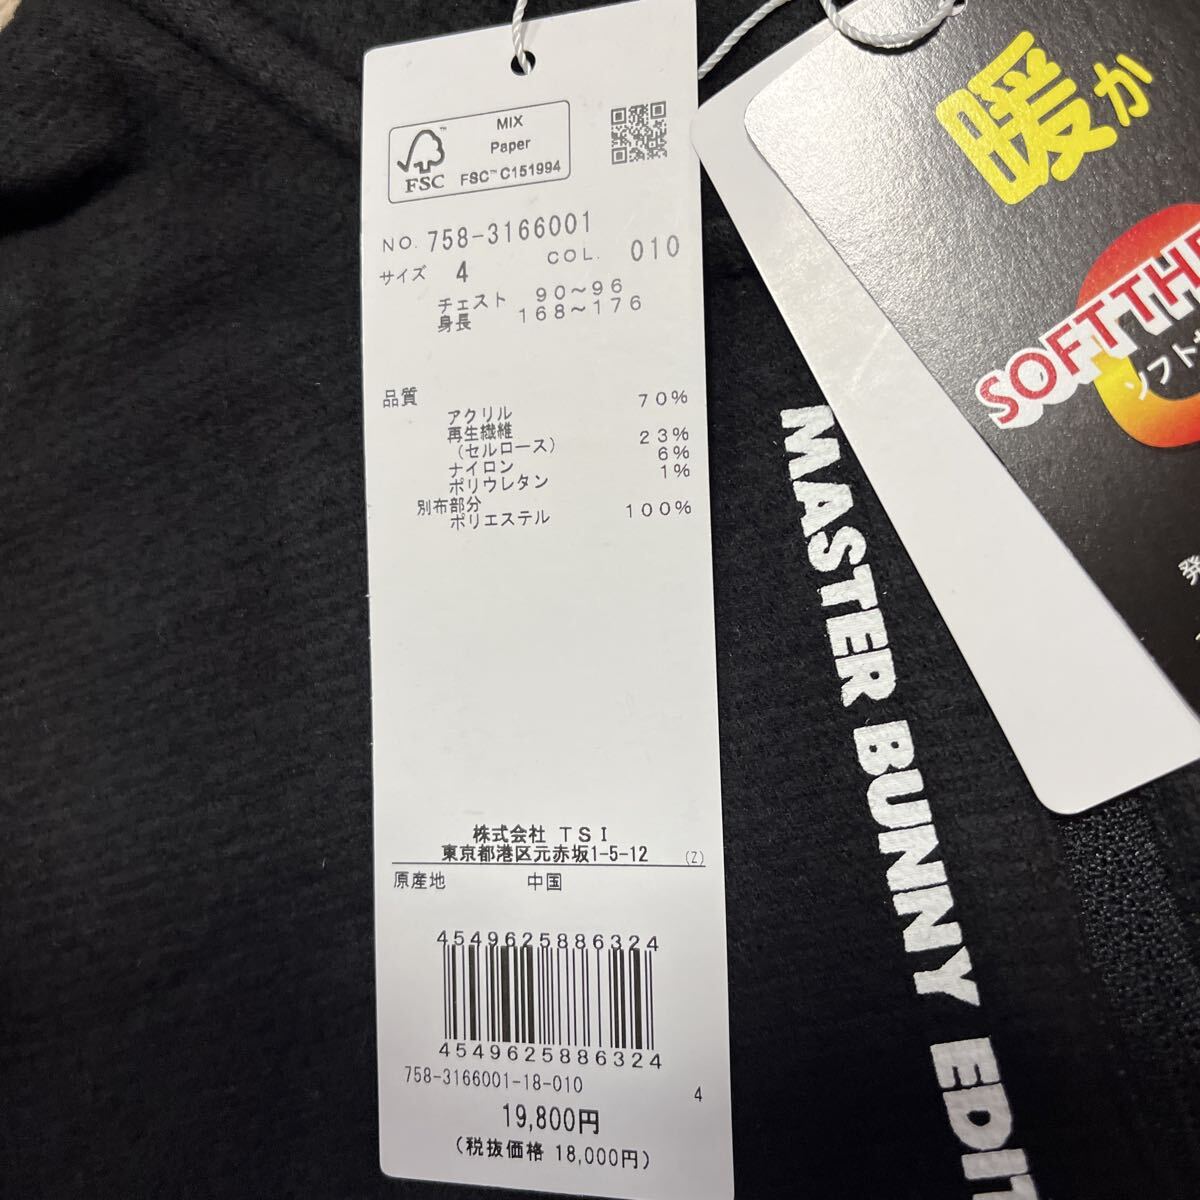 MIX
Paper
FSC™ C151994
FSC
NO. 758-3166001
サイズ 4 COL. 010
チェスト 90～96
身長 168～176
品質
アクリル 70%
再生繊維
（セルロース） 23%
ナイロン 6%
ポリウレタン 1%
別布部分
ポリエステル 100%
株式会社 TSI
東京都港区元赤坂1-5-12 (Z)
原産地 中国
4549625886324
4549625886324
758-3166001-18-010
4
19,800円
（税抜価格 18,000円）
暖か
SOFTTHE
ソフト
発
MASTER BUNNY EDIT